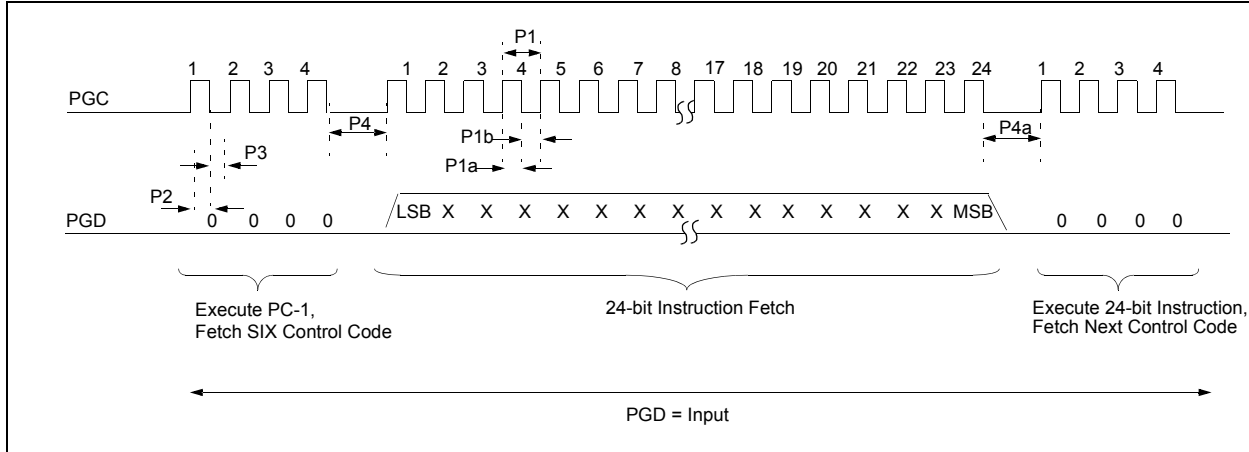 P1
1 2 3 4 1 2 3 4 5 6 7 8 17 18 19 20 21 22 23 24 1 2 3 4
PGC
P4
P4a
P1b
P3
P1a
P2
PGD
0 0 0 0 LSB X X X X X X X X X X X X X X MSB 0 0 0 0
Execute PC-1,
Fetch SIX Control Code
24-bit Instruction Fetch
Execute 24-bit Instruction,
Fetch Next Control Code
PGD = Input